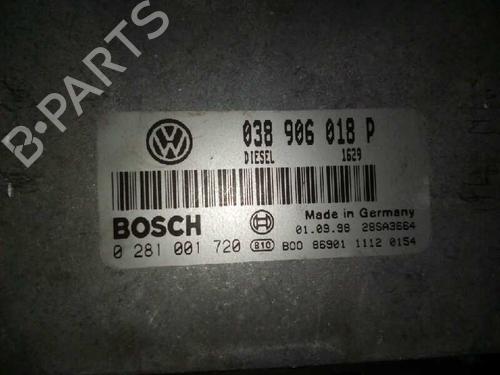 B-PARTS
038 906 018 P
DIESEL 1629
BOSCH
Made in Germany
01.09.98 28SA3664
0 281 001 720 810 BCO 86901 1112 0154